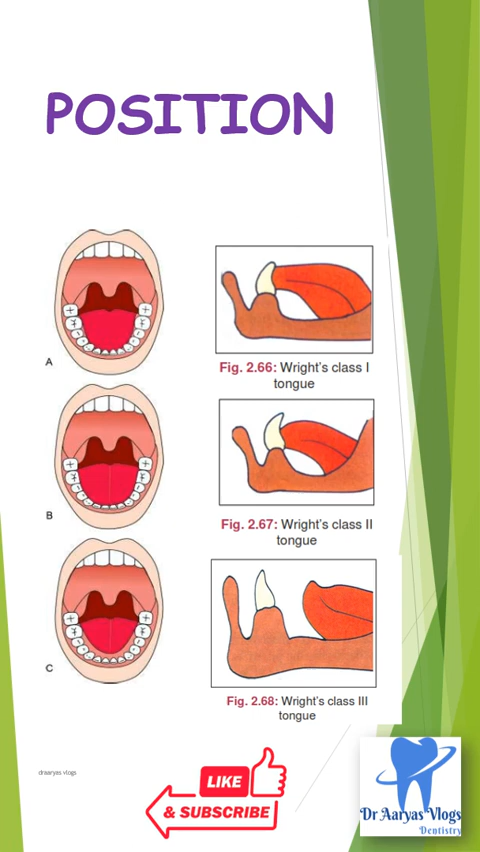 POSITION
A
Fig. 2.66: Wright's class I
tongue
B
Fig. 2.67: Wright's class II
tongue
C
Fig. 2.68: Wright's class III
tongue
draaryas vlogs
LIKE
& SUBSCRIBE
Dr Aaryas Vlogs
Dentistry